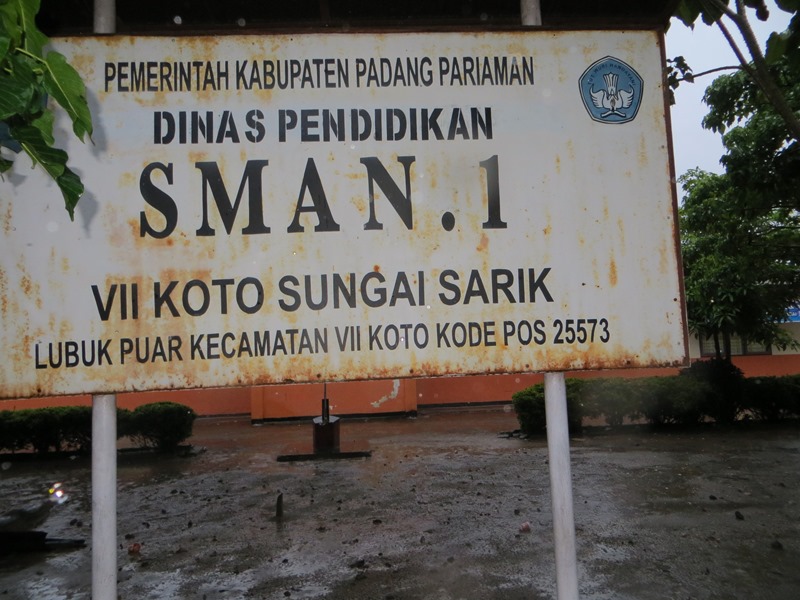 PEMERINTAH KABUPATEN PADANG PARIAMAN
DINAS PENDIDIKAN
SMAN.1
VII KOTO SUNGAI SARIK
LUBUK PUAR KECAMATAN VII KOTO KODE POS 25573